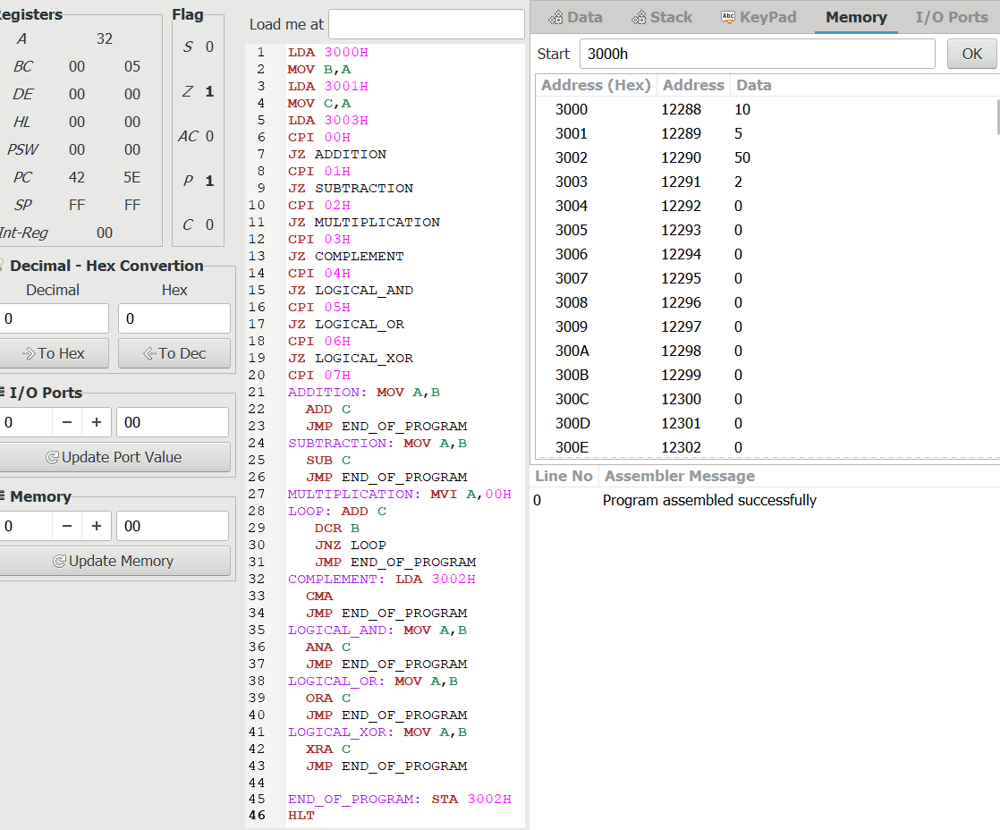 Registers
A 32
BC 00 05
DE 00 00
HL 00 00
PSW 00 00
PC 42 5E
SP FF FF
Int-Reg 00
Flag
S 0
Z 1
AC 0
P 1
C 0
Decimal - Hex Convertion
Decimal Hex
0 0
To Hex To Dec
I/O Ports
0 − + 00
Update Port Value
Memory
0 − + 00
Update Memory
Load me at
1 LDA 3000H
2 MOV B,A
3 LDA 3001H
4 MOV C,A
5 LDA 3003H
6 CPI 00H
7 JZ ADDITION
8 CPI 01H
9 JZ SUBTRACTION
10 CPI 02H
11 JZ MULTIPLICATION
12 CPI 03H
13 JZ COMPLEMENT
14 CPI 04H
15 JZ LOGICAL_AND
16 CPI 05H
17 JZ LOGICAL_OR
18 CPI 06H
19 JZ LOGICAL_XOR
20 CPI 07H
21 ADDITION: MOV A,B
22 ADD C
23 JMP END_OF_PROGRAM
24 SUBTRACTION: MOV A,B
25 SUB C
26 JMP END_OF_PROGRAM
27 MULTIPLICATION: MVI A,00H
28 LOOP: ADD C
29 DCR B
30 JNZ LOOP
31 JMP END_OF_PROGRAM
32 COMPLEMENT: LDA 3002H
33 CMA
34 JMP END_OF_PROGRAM
35 LOGICAL_AND: MOV A,B
36 ANA C
37 JMP END_OF_PROGRAM
38 LOGICAL_OR: MOV A,B
39 ORA C
40 JMP END_OF_PROGRAM
41 LOGICAL_XOR: MOV A,B
42 XRA C
43 JMP END_OF_PROGRAM
44
45 END_OF_PROGRAM: STA 3002H
46 HLT
Data Stack Abc KeyPad Memory I/O Ports
Start 3000h OK
Address (Hex) Address Data
3000 12288 10
3001 12289 5
3002 12290 50
3003 12291 2
3004 12292 0
3005 12293 0
3006 12294 0
3007 12295 0
3008 12296 0
3009 12297 0
300A 12298 0
300B 12299 0
300C 12300 0
300D 12301 0
300E 12302 0
Line No Assembler Message
0 Program assembled successfully